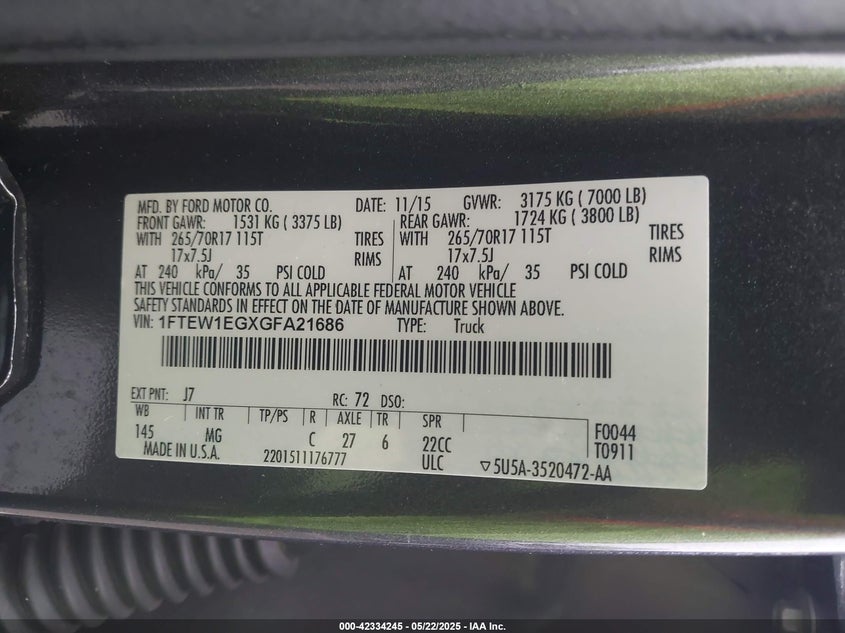 MFD. BY FORD MOTOR CO. DATE: 11/15 GVWR: 3175 KG ( 7000 LB)
FRONT GAWR: 1531 KG ( 3375 LB) REAR GAWR: 1724 KG ( 3800 LB)
WITH 265/70R17 115T TIRES WITH 265/70R17 115T TIRES
17x7.5J RIMS 17x7.5J RIMS
AT 240 kPa/ 35 PSI COLD AT 240 kPa/ 35 PSI COLD
THIS VEHICLE CONFORMS TO ALL APPLICABLE FEDERAL MOTOR VEHICLE
SAFETY STANDARDS IN EFFECT ON THE DATE OF MANUFACTURE SHOWN ABOVE.
VIN: 1FTEW1EGXGFA21686 TYPE: Truck
EXT PNT: J7 RC: 72 DSO:
WB INT TR TP/PS R AXLE TR SPR
145 MG C 27 6 22CC F0044
MADE IN U.S.A. 2201511176777 ULC T0911
▽5U5A-3520472-AA
000-42334245 - 05/22/2025 - IAA Inc.